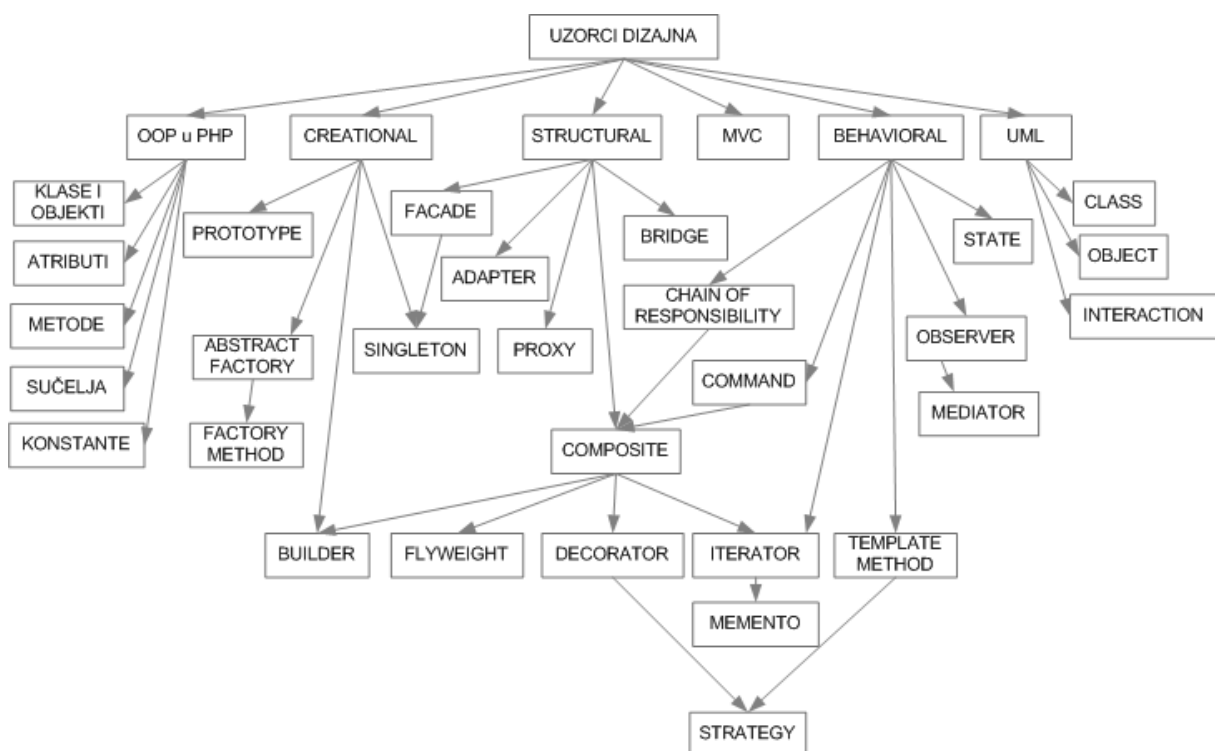 UZORCI DIZAJNA
OOP u PHP
CREATIONAL
STRUCTURAL
MVC
BEHAVIORAL
UML
KLASE I
OBJEKTI
PROTOTYPE
FACADE
BRIDGE
STATE
CLASS
ATRIBUTI
ADAPTER
OBJECT
CHAIN OF
RESPONSIBILITY
METODE
ABSTRACT
FACTORY
SINGLETON
PROXY
OBSERVER
INTERACTION
SUČELJA
COMMAND
MEDIATOR
KONSTANTE
FACTORY
METHOD
COMPOSITE
BUILDER
FLYWEIGHT
DECORATOR
ITERATOR
TEMPLATE
METHOD
MEMENTO
STRATEGY